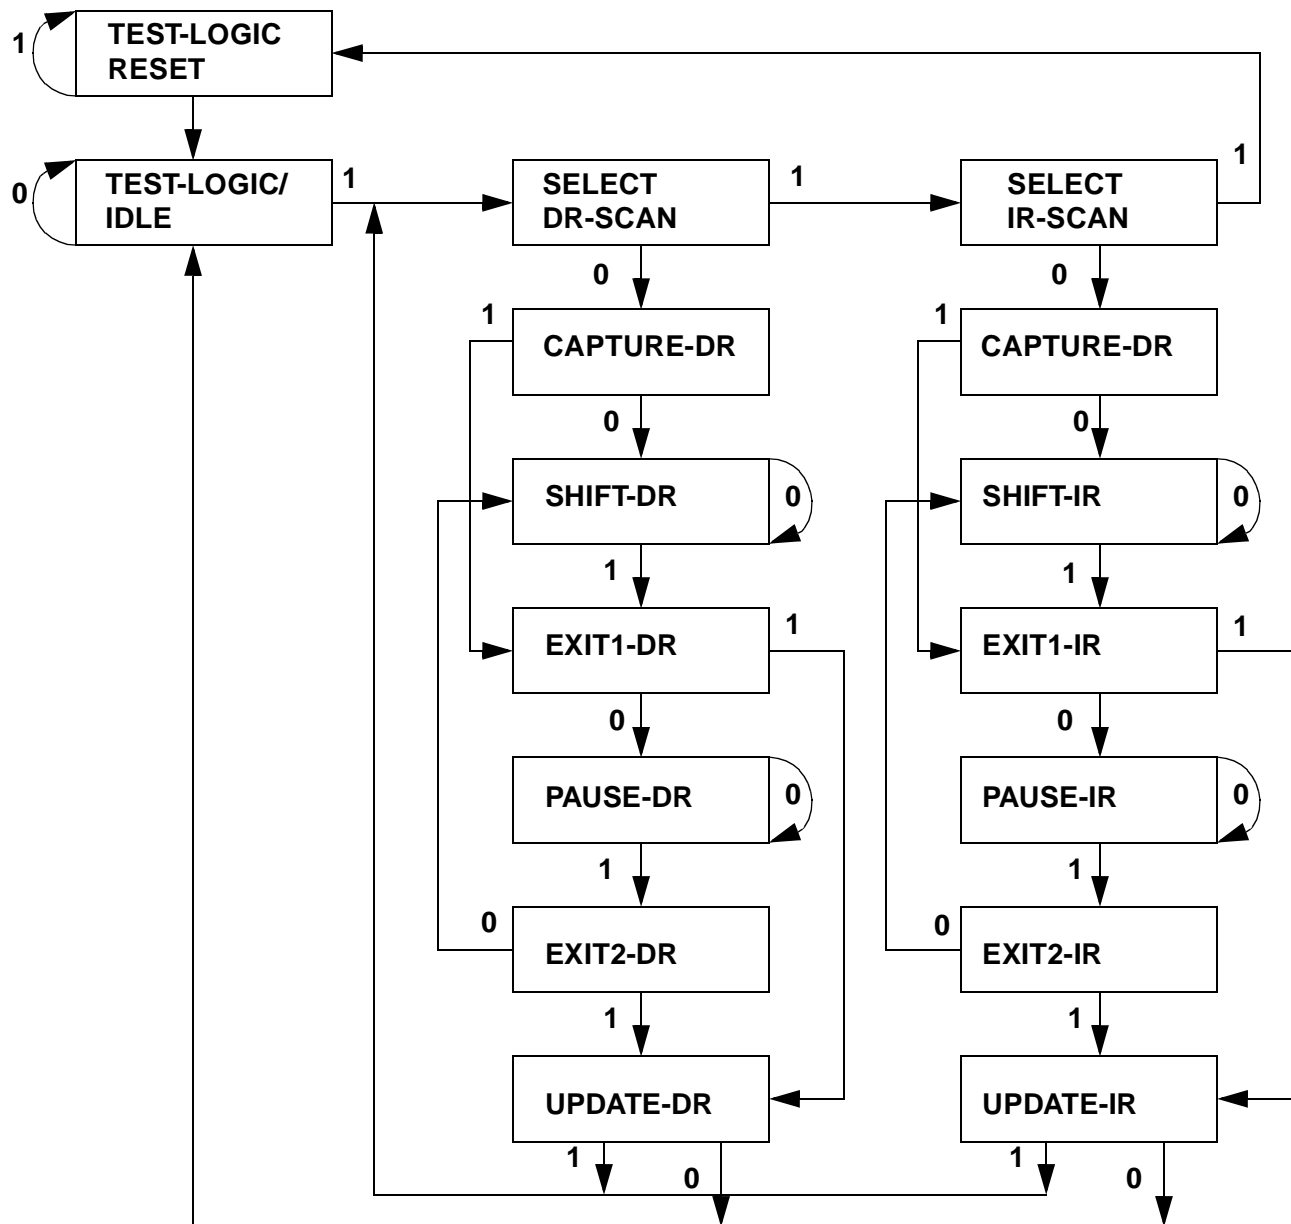 1
TEST-LOGIC
RESET
0
TEST-LOGIC/
IDLE
1
SELECT
DR-SCAN
1
SELECT
IR-SCAN
1
0
0
1
CAPTURE-DR
1
CAPTURE-DR
0
0
SHIFT-DR
0
SHIFT-IR
0
1
1
EXIT1-DR
1
EXIT1-IR
1
0
0
PAUSE-DR
0
PAUSE-IR
0
1
1
0
EXIT2-DR
0
EXIT2-IR
1
1
UPDATE-DR
UPDATE-IR
1
0
1
0